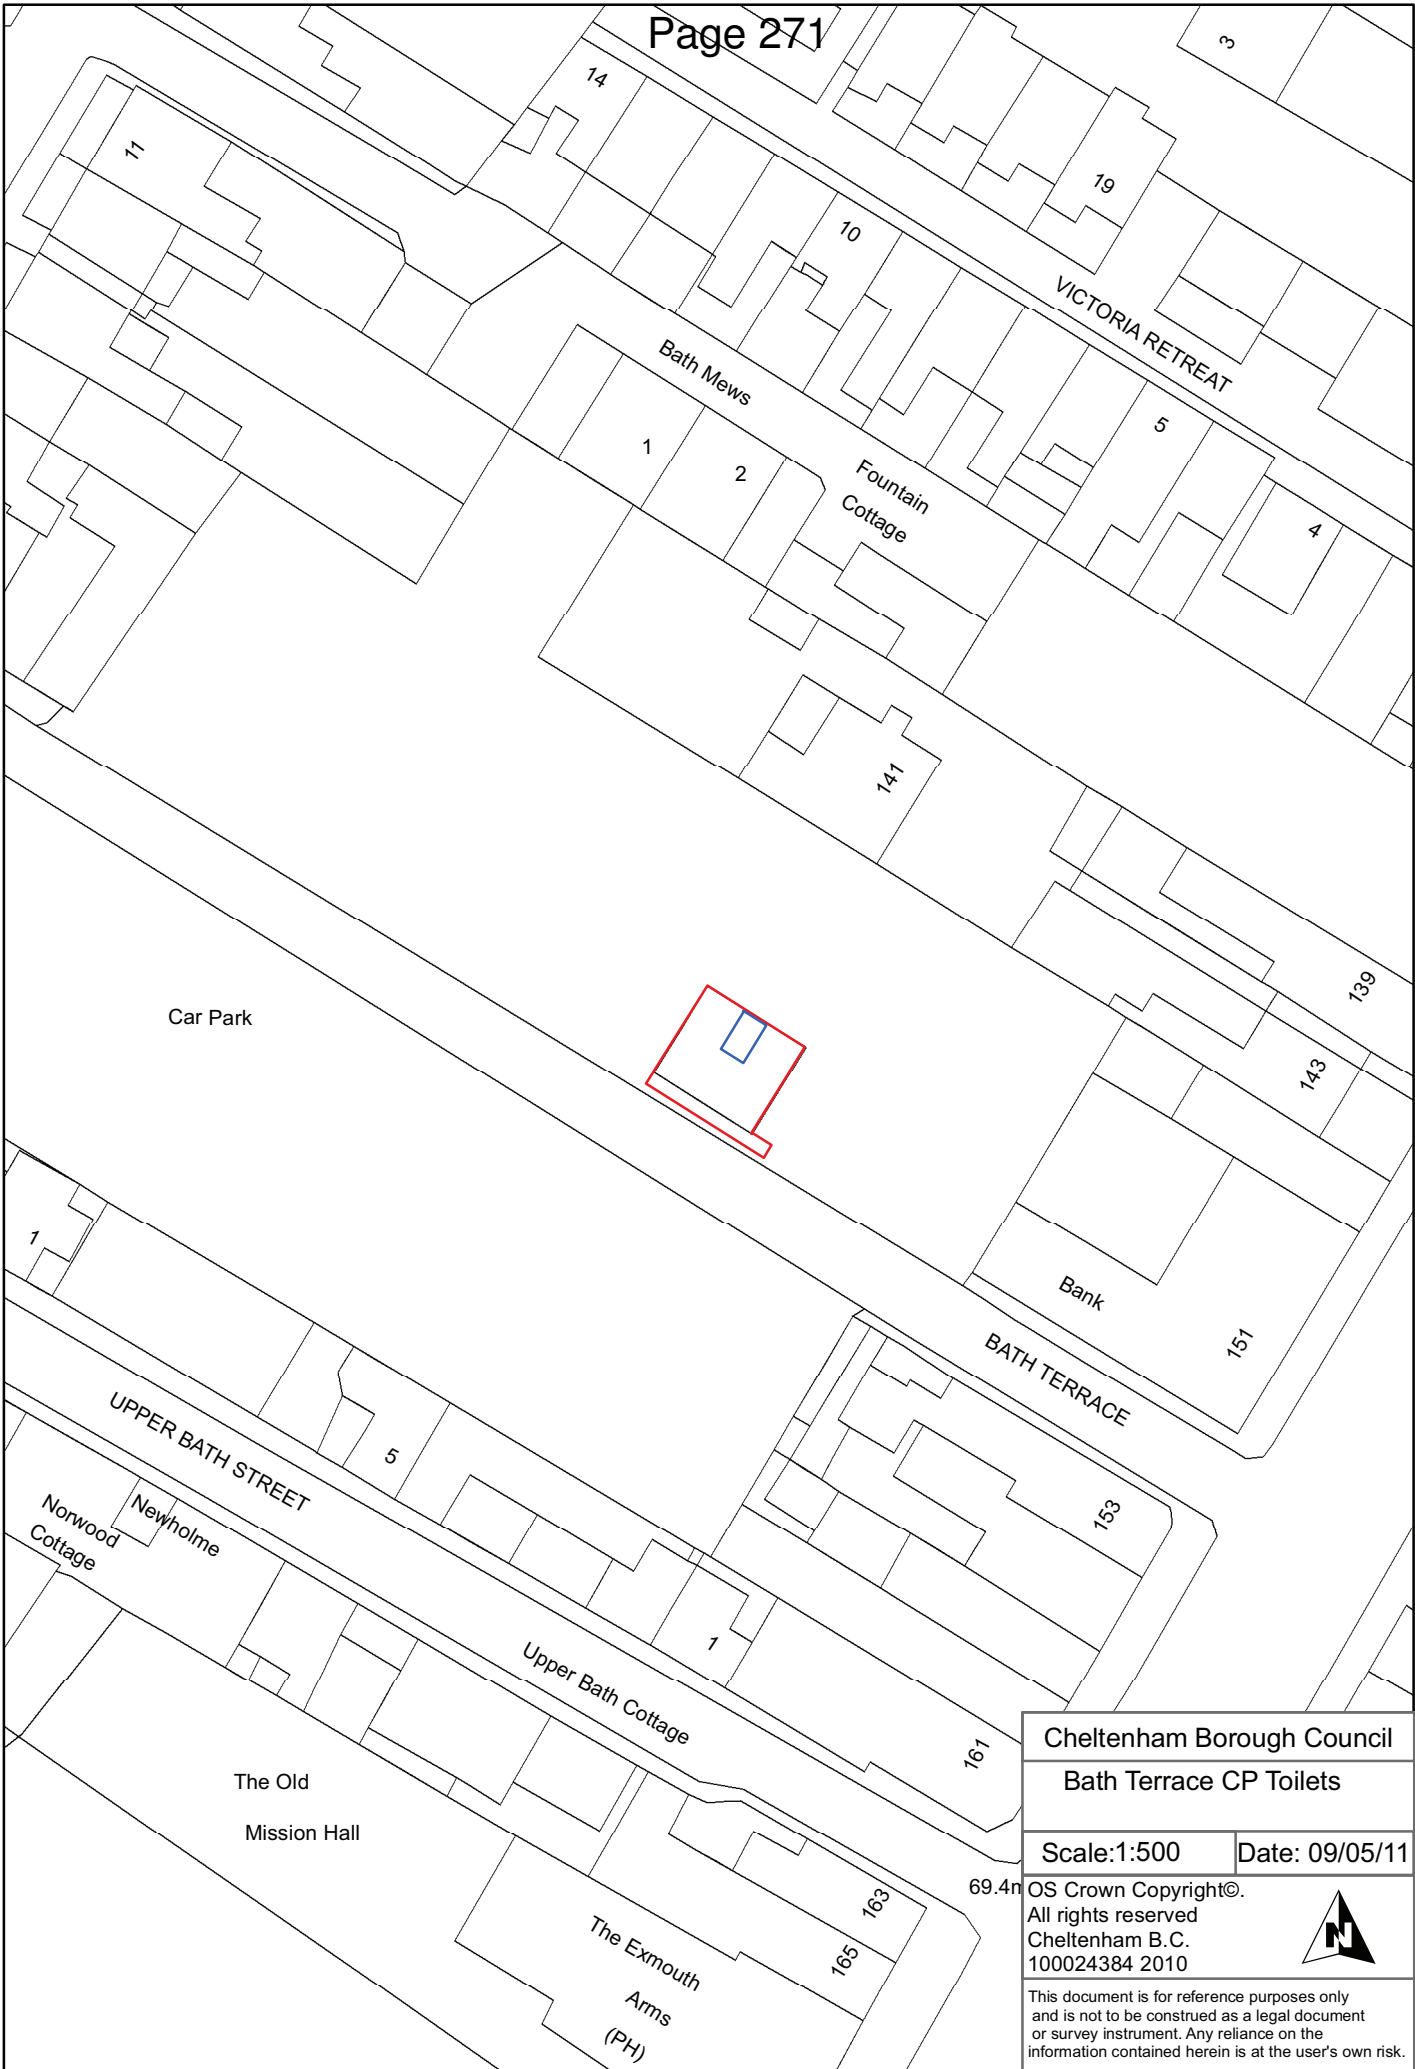 Page 271
3
14
11
19
10
VICTORIA RETREAT
Bath Mews
5
1
2
Fountain
Cottage
4
141
139
Car Park
143
1
Bank
151
BATH TERRACE
UPPER BATH STREET
5
153
Norwood
Cottage
Newholme
1
Upper Bath Cottage
161
The Old
Mission Hall
163
165
69.4m
The Exmouth
Arms
(PH)
Cheltenham Borough Council
Bath Terrace CP Toilets
Scale:1:500
Date: 09/05/11
OS Crown Copyright©.
All rights reserved
Cheltenham B.C.
100024384 2010
N
This document is for reference purposes only
and is not to be construed as a legal document
or survey instrument. Any reliance on the
information contained herein is at the user's own risk.